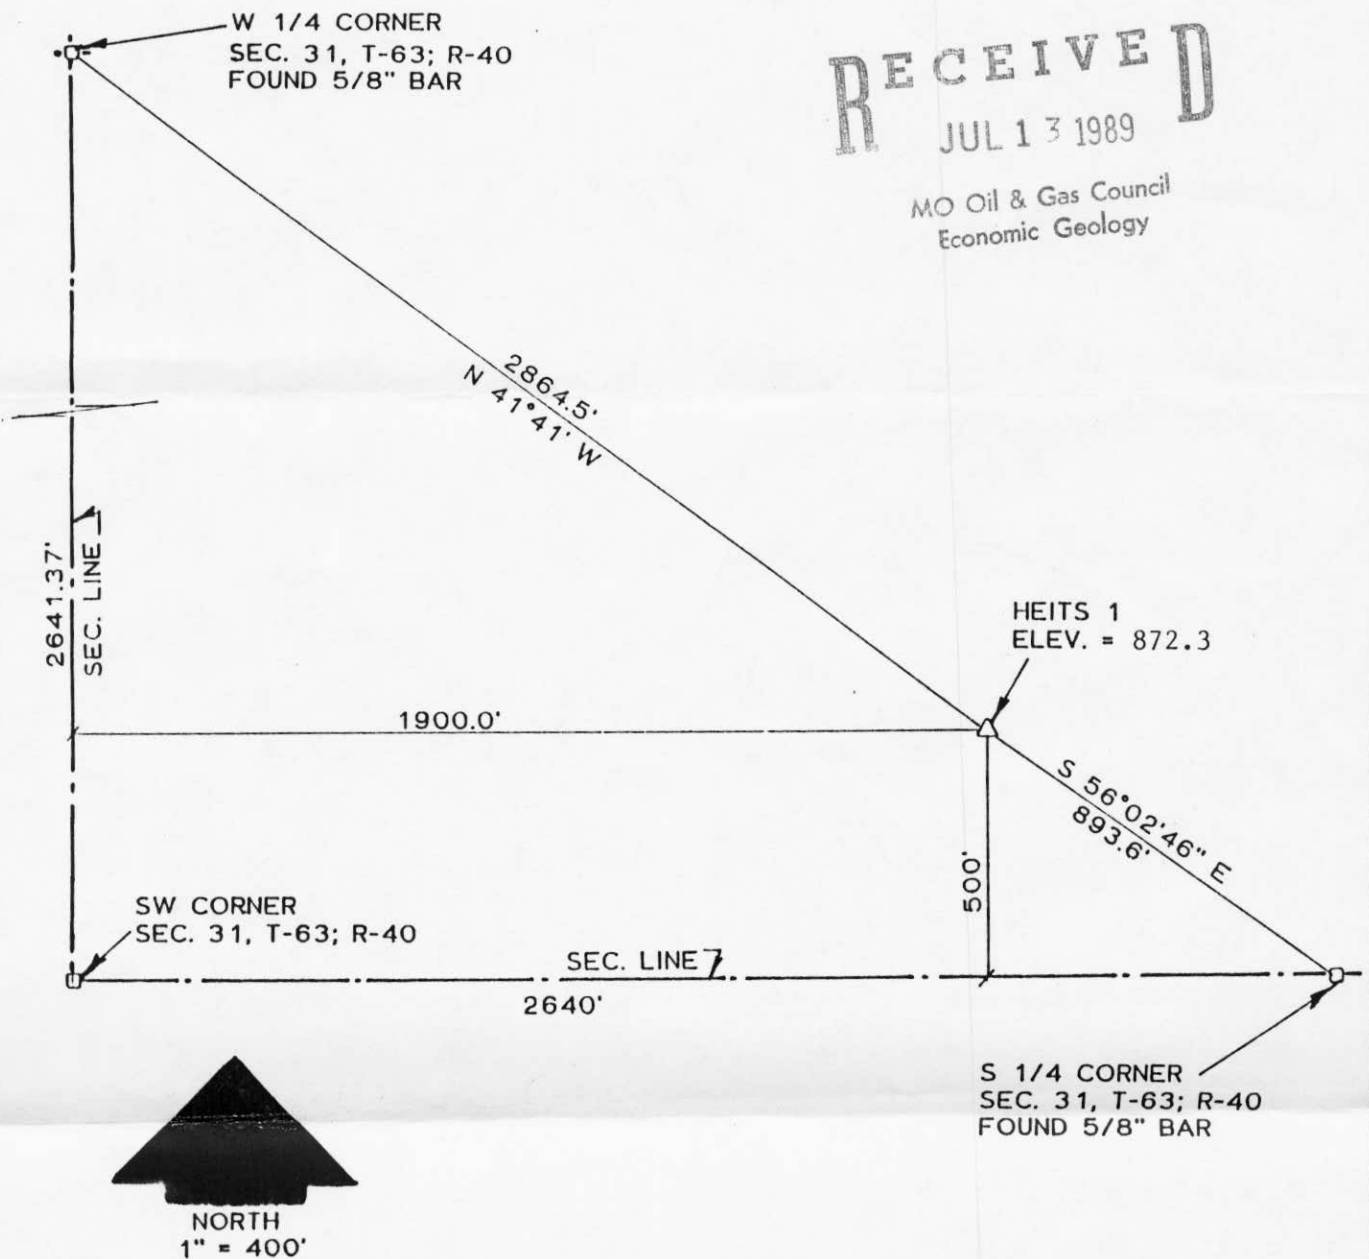 W 1/4 CORNER
SEC. 31, T-63; R-40
FOUND 5/8" BAR
RECEIVED
JUL 13 1989
MO Oil & Gas Council
Economic Geology
2864.5'
N 41°41' W
2641.37'
SEC. LINE
HEITS 1
ELEV. = 872.3
1900.0'
S 56°02'46" E
893.6'
500'
SW CORNER
SEC. 31, T-63; R-40
SEC. LINE
2640'
S 1/4 CORNER
SEC. 31, T-63; R-40
FOUND 5/8" BAR
NORTH
1" = 400'